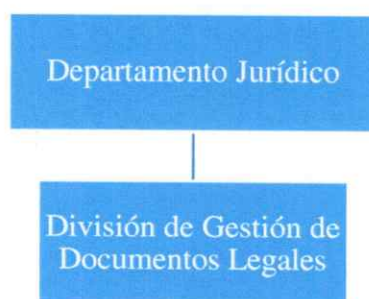 Departamento Jurídico
División de Gestión de
Documentos Legales